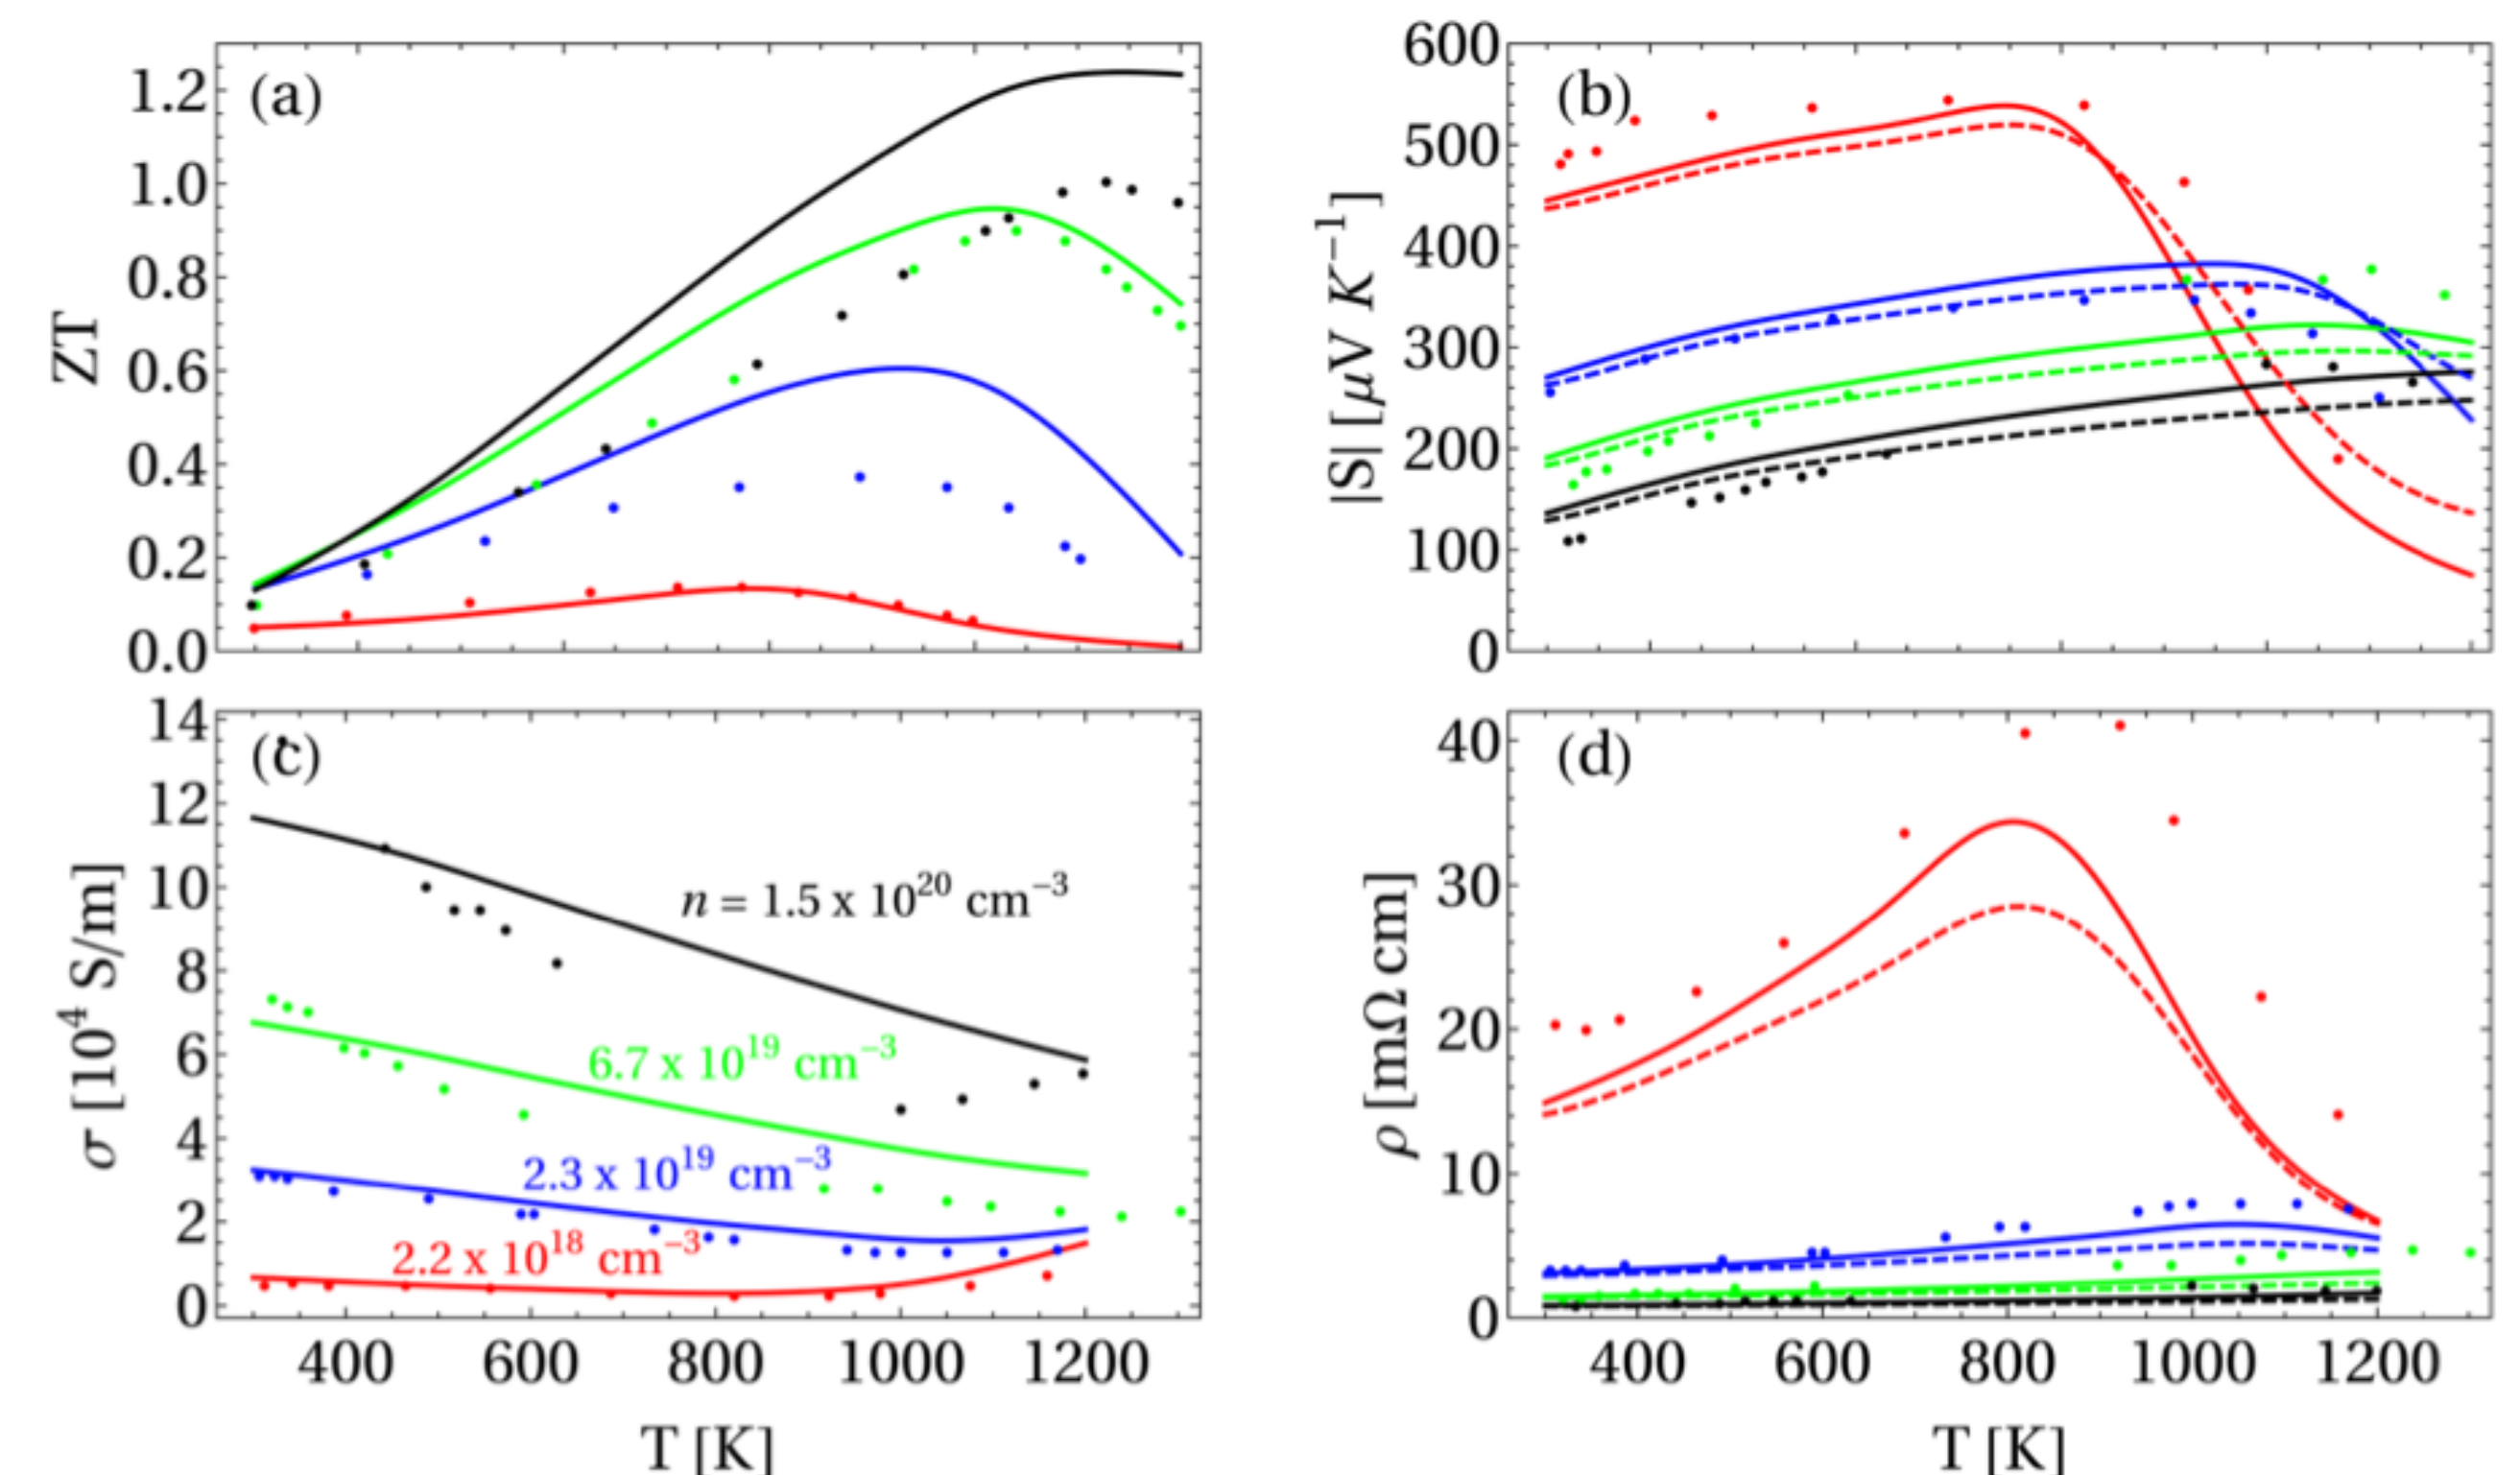 (a)
ZT
1.2
1.0
0.8
0.6
0.4
0.2
0.0
(b)
|S| [μV K⁻¹]
600
500
400
300
200
100
0
(c)
σ [10⁴ S/m]
14
12
10
8
6
4
2
0
n = 1.5 x 10²⁰ cm⁻³
6.7 x 10¹⁹ cm⁻³
2.3 x 10¹⁹ cm⁻³
2.2 x 10¹⁸ cm⁻³
400 600 800 1000 1200
T [K]
(d)
ρ [mΩ cm]
40
30
20
10
0
400 600 800 1000 1200
T [K]